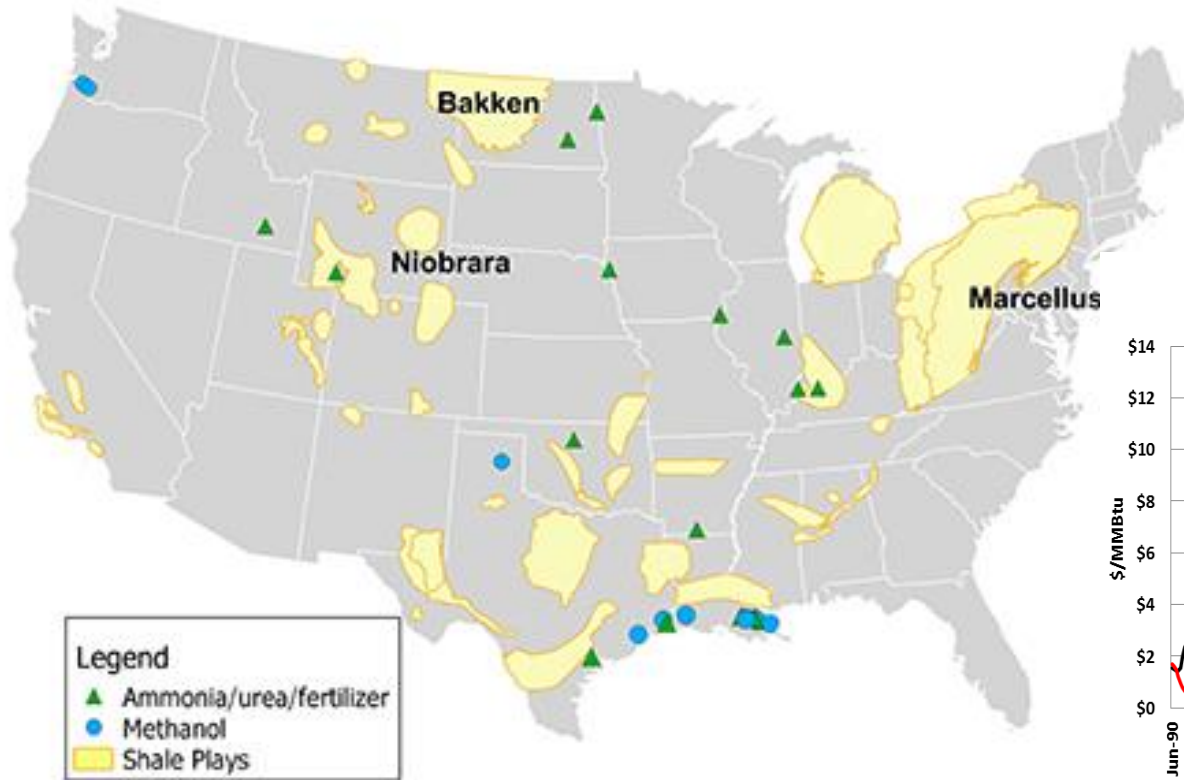 Bakken
Niobrara
Marcellus
Legend
Ammonia/urea/fertilizer
Methanol
Shale Plays
$/MMBtu
$14
$12
$10
$8
$6
$4
$2
$0
Jun-90